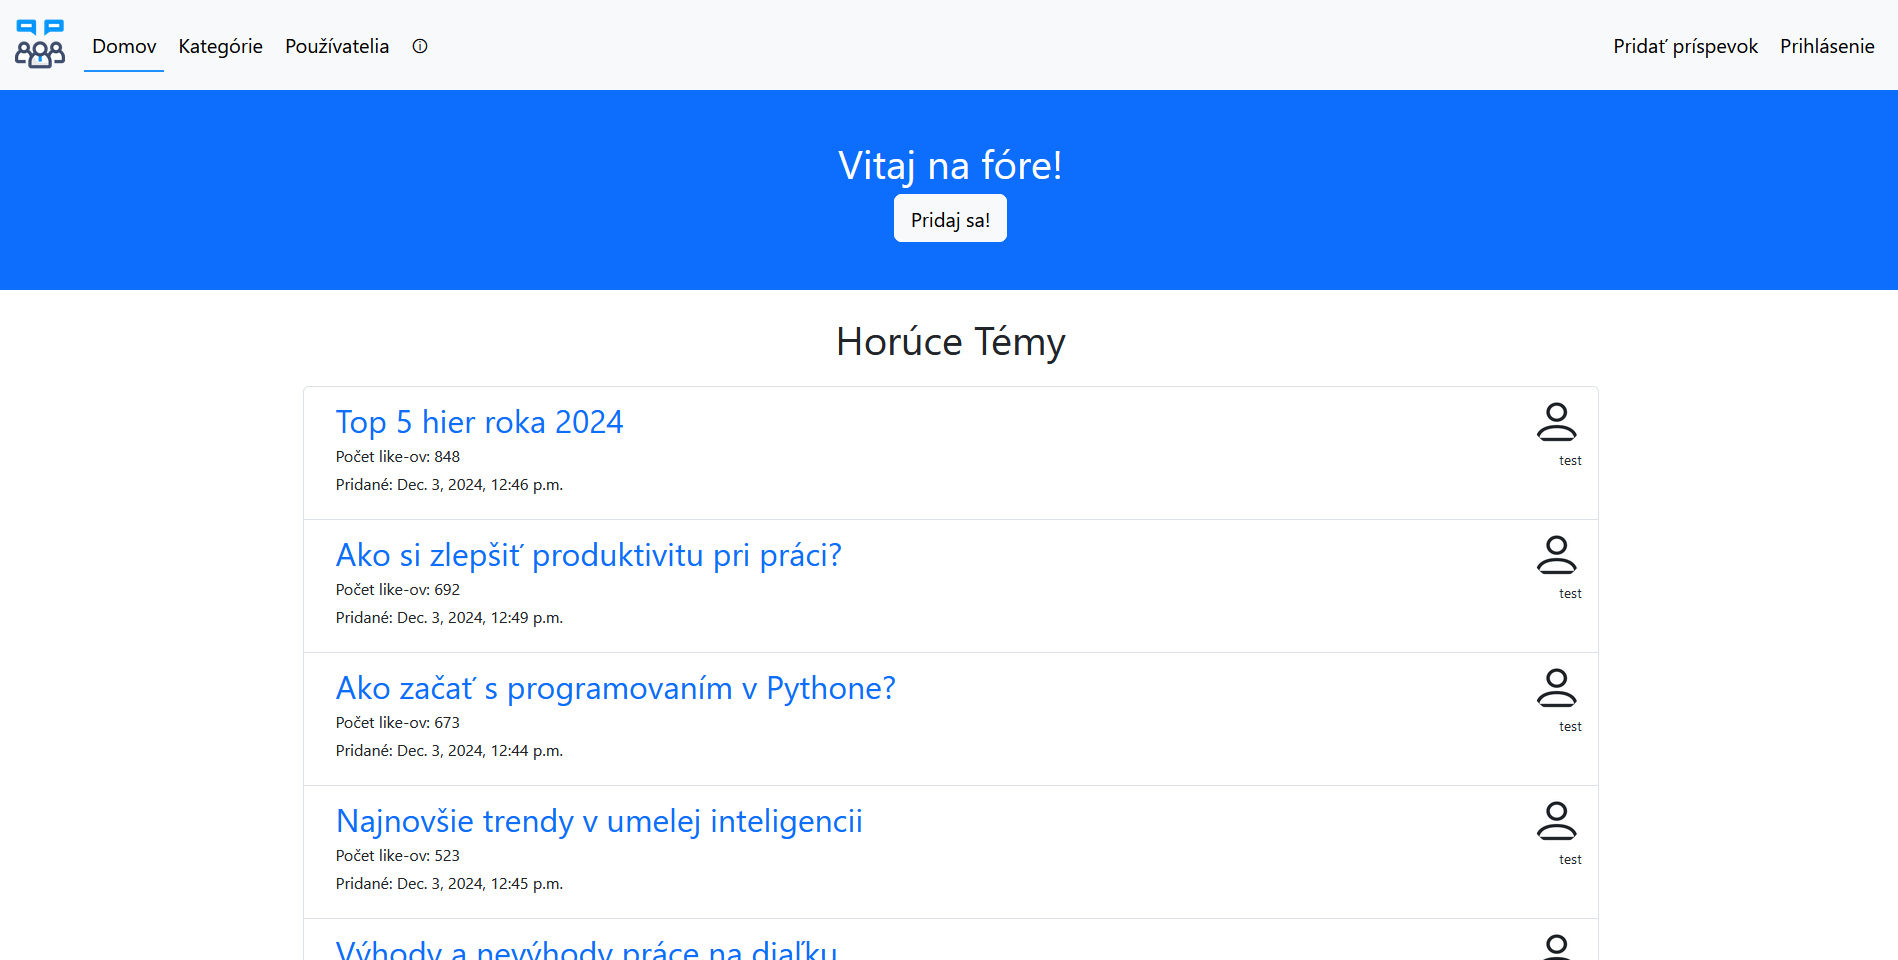 Domov Kategórie Používatelia Pridať príspevok Prihlásenie
Vitaj na fóre!
Pridaj sa!
Horúce Témy
Top 5 hier roka 2024
Počet like-ov: 848
test
Pridané: Dec. 3, 2024, 12:46 p.m.
Ako si zlepšiť produktivitu pri práci?
Počet like-ov: 692
test
Pridané: Dec. 3, 2024, 12:49 p.m.
Ako začať s programovaním v Pythone?
Počet like-ov: 673
test
Pridané: Dec. 3, 2024, 12:44 p.m.
Najnovšie trendy v umelej inteligencii
Počet like-ov: 523
test
Pridané: Dec. 3, 2024, 12:45 p.m.
Výhody a nevýhody práce na diaľku